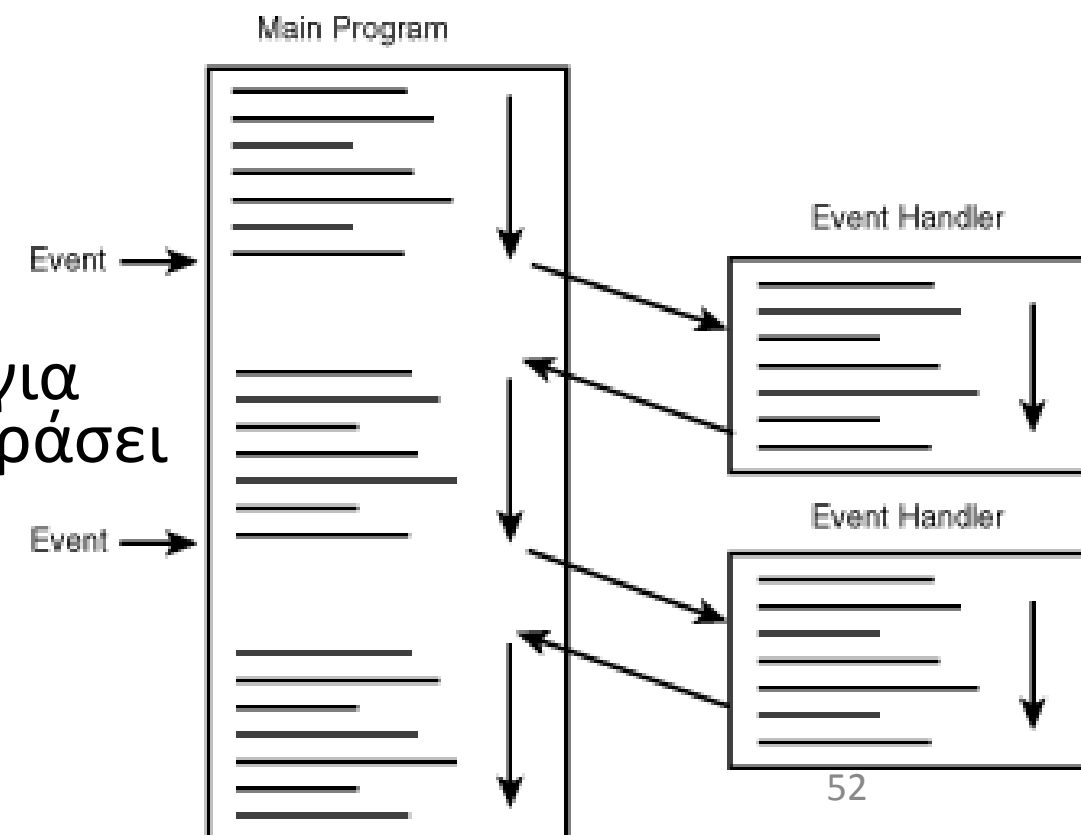 Main Program
Event Handler
Event
για
ράσει
Event Handler
Event
52